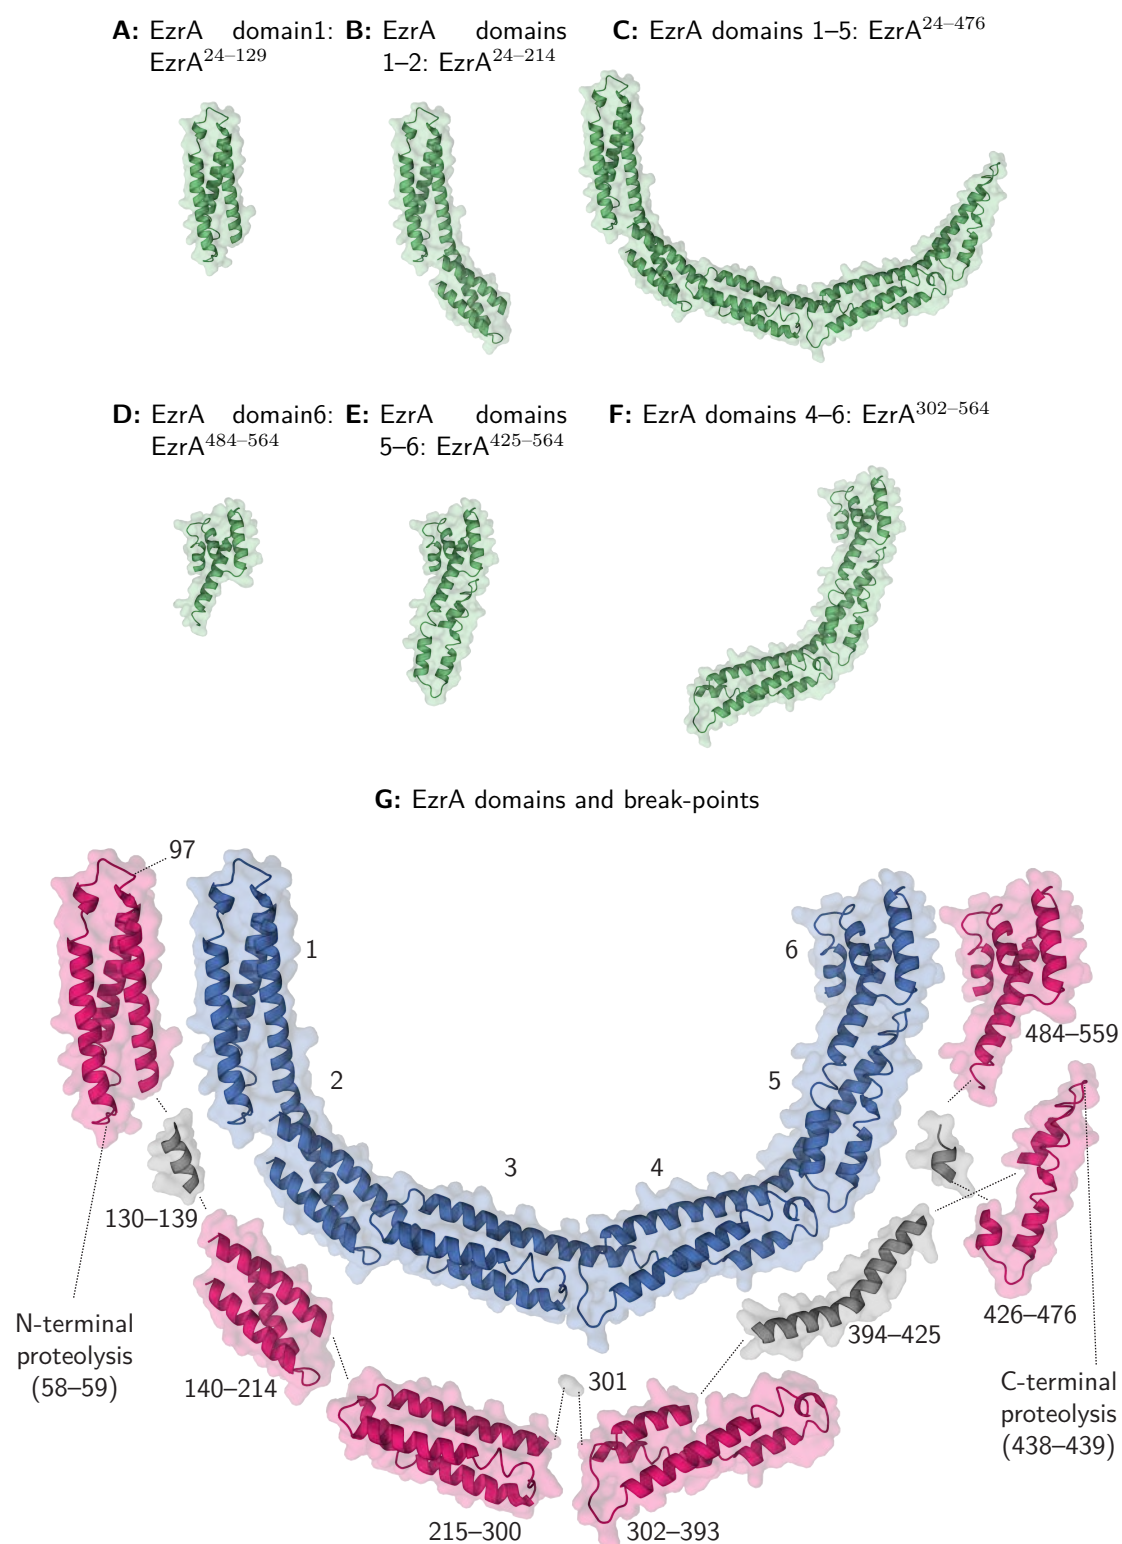 A: EzrA domain1:
EzrA24–129
B: EzrA domains
1–2: EzrA24–214
C: EzrA domains 1–5: EzrA24–476
D: EzrA domain6:
EzrA484–564
E: EzrA domains
5–6: EzrA425–564
F: EzrA domains 4–6: EzrA302–564
G: EzrA domains and break-points
97
1
6
484–559
2
5
3
4
130–139
N-terminal
proteolysis
(58–59)
140–214
426–476
394–425
301
C-terminal
proteolysis
(438–439)
215–300
302–393